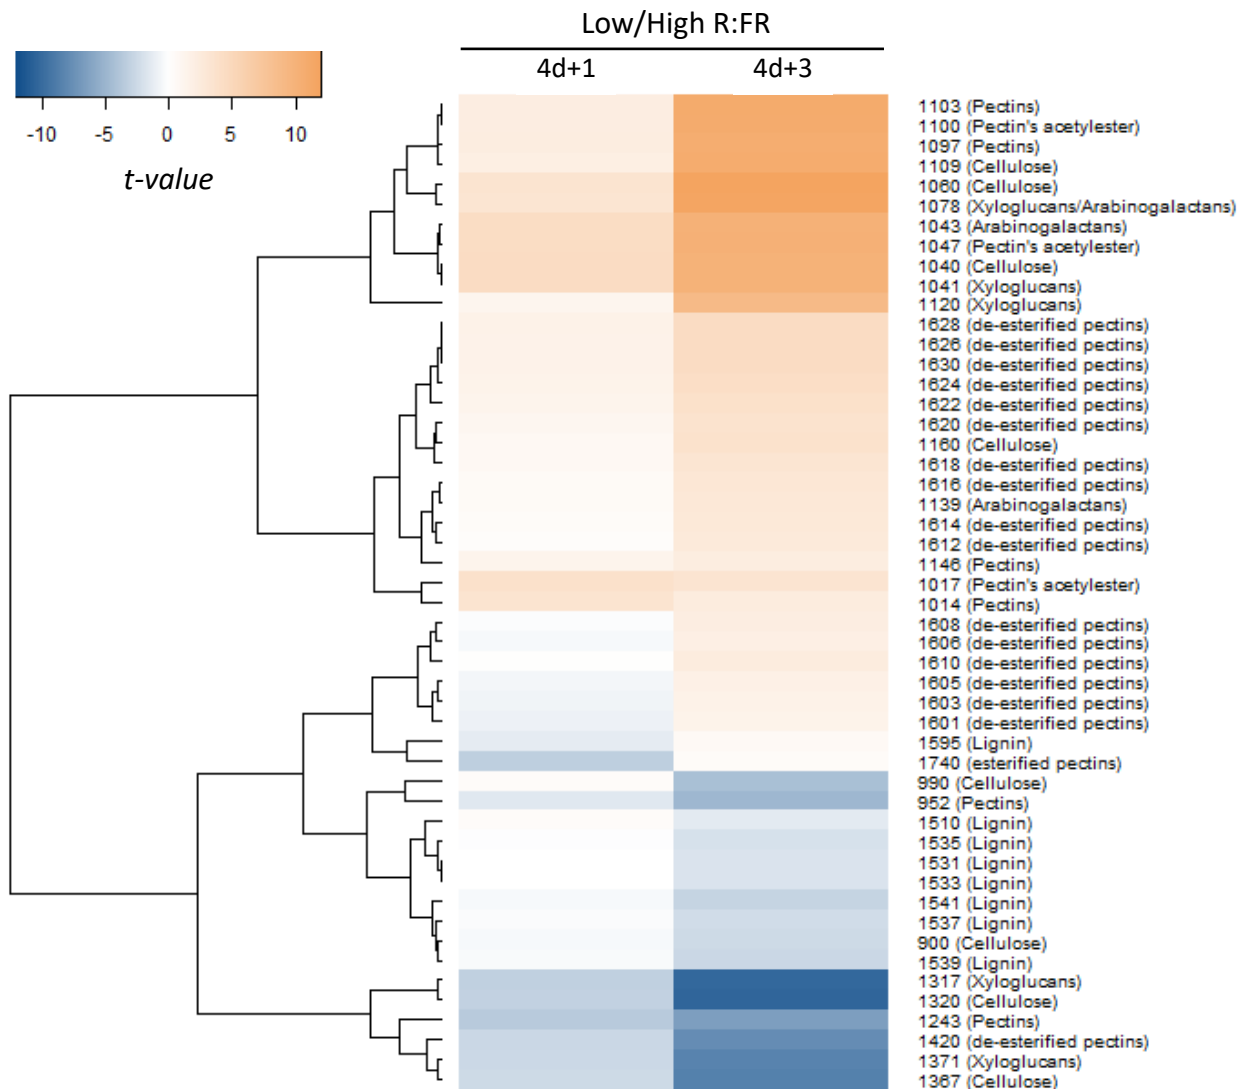 Low/High R:FR
4d+1 4d+3
-10 -5 0 5 10
t-value
1103 (Pectins)
1100 (Pectin's acetylester)
1097 (Pectins)
1109 (Cellulose)
1060 (Cellulose)
1078 (Xyloglucans/Arabinogalactans)
1043 (Arabinogalactans)
1047 (Pectin's acetylester)
1040 (Cellulose)
1041 (Xyloglucans)
1120 (Xyloglucans)
1628 (de-esterified pectins)
1626 (de-esterified pectins)
1630 (de-esterified pectins)
1624 (de-esterified pectins)
1622 (de-esterified pectins)
1620 (de-esterified pectins)
1160 (Cellulose)
1618 (de-esterified pectins)
1616 (de-esterified pectins)
1139 (Arabinogalactans)
1614 (de-esterified pectins)
1612 (de-esterified pectins)
1146 (Pectins)
1017 (Pectin's acetylester)
1014 (Pectins)
1608 (de-esterified pectins)
1606 (de-esterified pectins)
1610 (de-esterified pectins)
1605 (de-esterified pectins)
1603 (de-esterified pectins)
1601 (de-esterified pectins)
1595 (Lignin)
1740 (esterified pectins)
990 (Cellulose)
952 (Pectins)
1510 (Lignin)
1535 (Lignin)
1531 (Lignin)
1533 (Lignin)
1541 (Lignin)
1537 (Lignin)
900 (Cellulose)
1539 (Lignin)
1317 (Xyloglucans)
1320 (Cellulose)
1243 (Pectins)
1420 (de-esterified pectins)
1371 (Xyloglucans)
1367 (Cellulose)